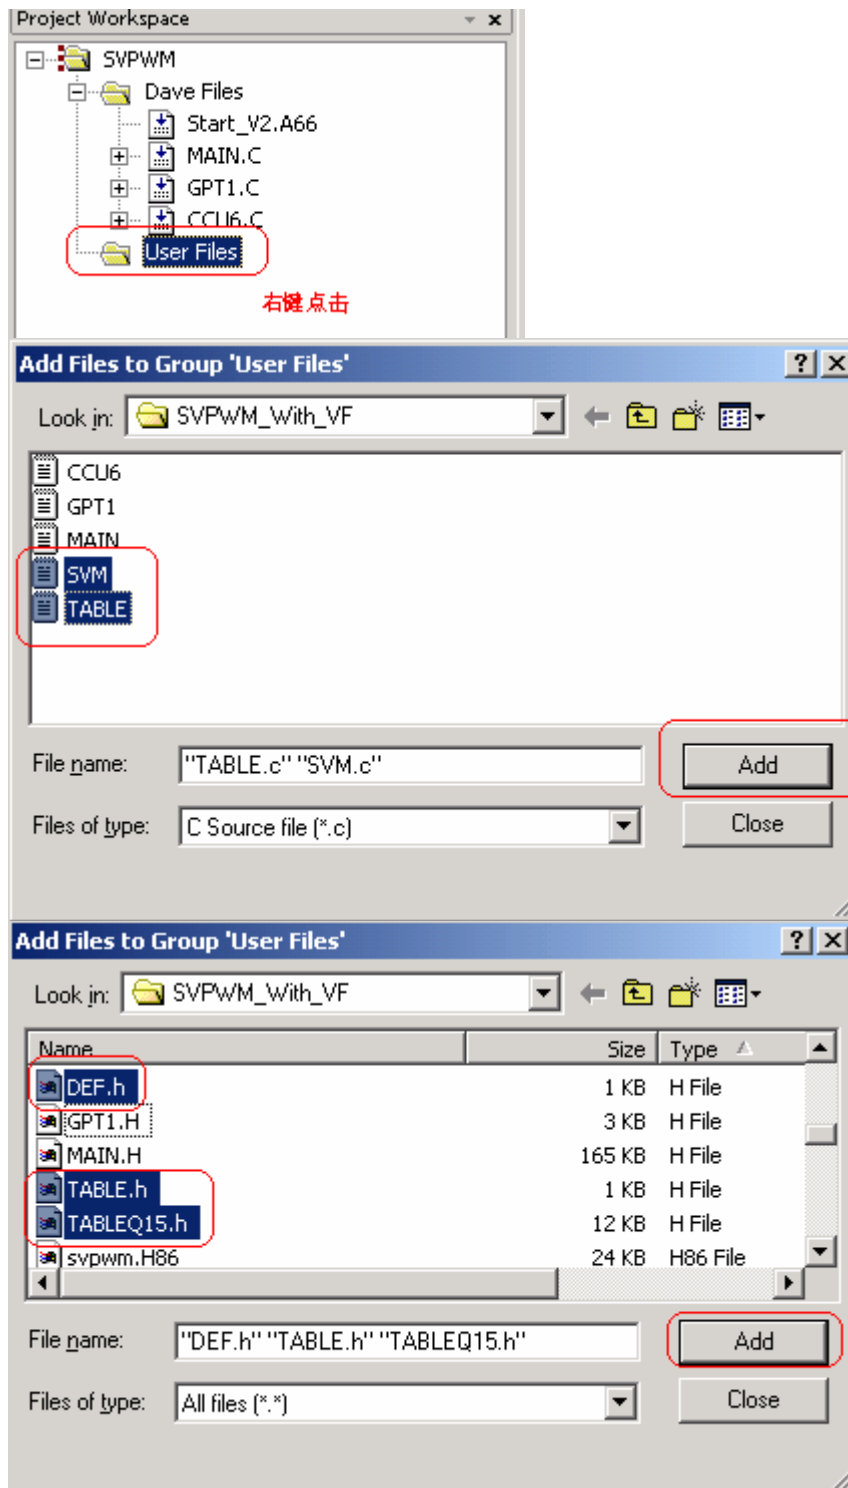 Project Workspace
SVPWM
Dave Files
Start_V2.A66
MAIN.C
GPT1.C
CCU6.C
User Files
右键点击
Add Files to Group 'User Files'
Look in: SVPWM_With_VF
CCU6
GPT1
MAIN
SVM
TABLE
File name: "TABLE.c" "SVM.c" Add
Files of type: C Source file (*.c) Close
Add Files to Group 'User Files'
Look in: SVPWM_With_VF
Name Size Type
DEF.h 1 KB H File
GPT1.H 3 KB H File
MAIN.H 165 KB H File
TABLE.h 1 KB H File
TABLEQ15.h 12 KB H File
svpwm.H86 24 KB H86 File
File name: "DEF.h" "TABLE.h" "TABLEQ15.h" Add
Files of type: All files (*.*) Close